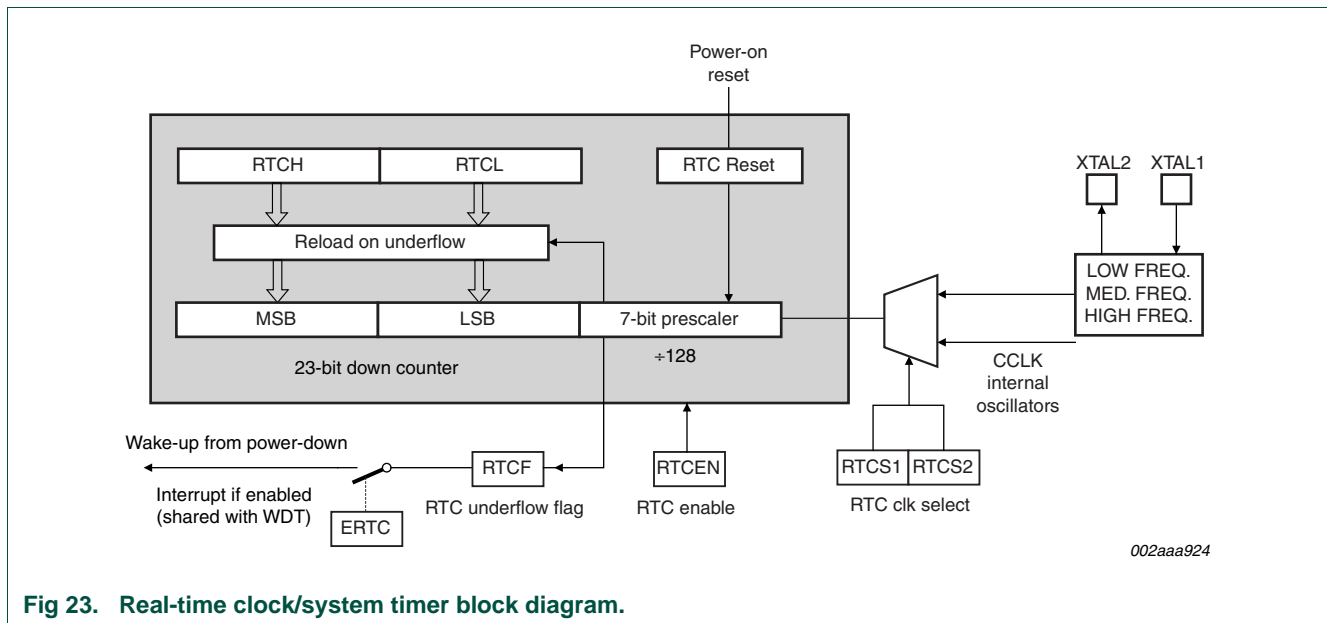 Power-on
reset
RTCH
RTCL
RTC Reset
XTAL2
XTAL1
Reload on underflow
LOW FREQ.
MED. FREQ.
HIGH FREQ.
MSB
LSB
7-bit prescaler
÷128
23-bit down counter
CCLK
internal
oscillators
Wake-up from power-down
RTCF
RTCEN
RTCS1
RTCS2
Interrupt if enabled
(shared with WDT)
RTC underflow flag
RTC enable
RTC clk select
ERTC
002aaa924
Fig 23. Real-time clock/system timer block diagram.